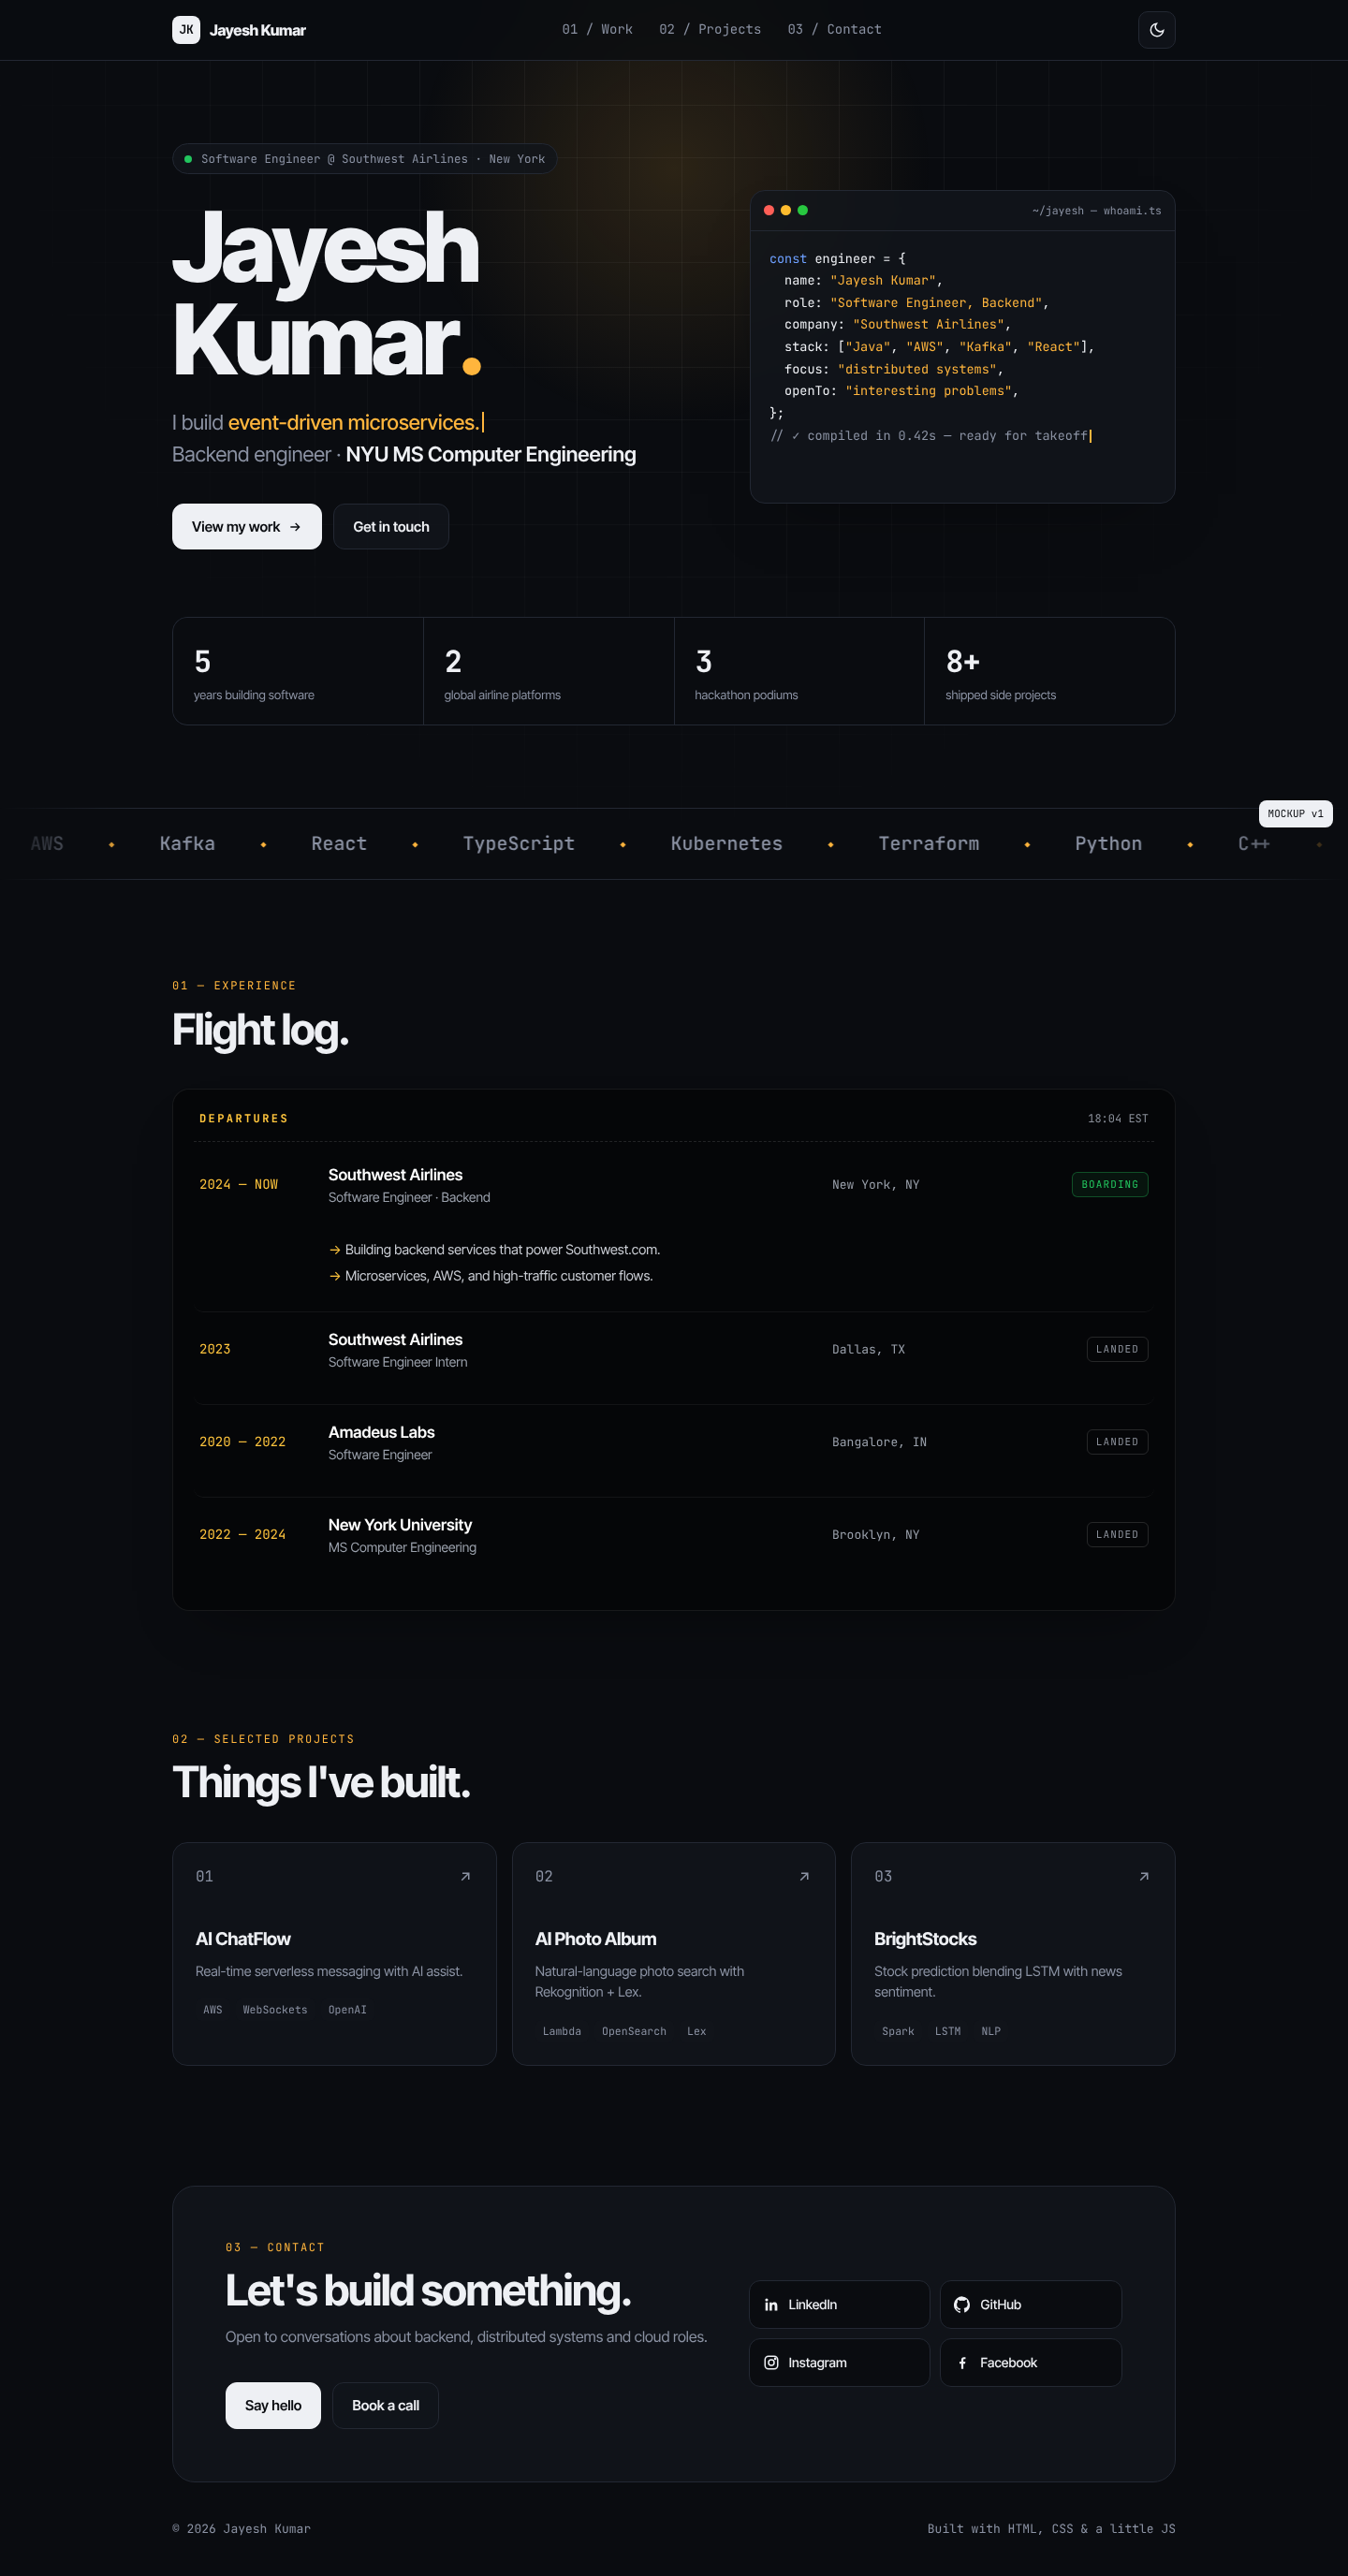 JK Jayesh Kumar
01 / Work 02 / Projects 03 / Contact
Software Engineer @ Southwest Airlines · New York
Jayesh
Kumar.
I build event-driven microservices.
Backend engineer · NYU MS Computer Engineering
View my work →
Get in touch
~/jayesh — whoami.ts
const engineer = {
name: "Jayesh Kumar",
role: "Software Engineer, Backend",
company: "Southwest Airlines",
stack: ["Java", "AWS", "Kafka", "React"],
focus: "distributed systems",
openTo: "interesting problems",
};
// ✓ compiled in 0.42s — ready for takeoff
5
years building software
2
global airline platforms
3
hackathon podiums
8+
shipped side projects
MOCKUP v1
AWS ◆ Kafka ◆ React ◆ TypeScript ◆ Kubernetes ◆ Terraform ◆ Python ◆ C++ ◆
01 — EXPERIENCE
Flight log.
DEPARTURES
18:04 EST
2024 — NOW
Southwest Airlines
Software Engineer · Backend
New York, NY
BOARDING
→ Building backend services that power Southwest.com.
→ Microservices, AWS, and high-traffic customer flows.
2023
Southwest Airlines
Software Engineer Intern
Dallas, TX
LANDED
2020 — 2022
Amadeus Labs
Software Engineer
Bangalore, IN
LANDED
2022 — 2024
New York University
MS Computer Engineering
Brooklyn, NY
LANDED
02 — SELECTED PROJECTS
Things I've built.
01 ↗
AI ChatFlow
Real-time serverless messaging with AI assist.
AWS WebSockets OpenAI
02 ↗
AI Photo Album
Natural-language photo search with
Rekognition + Lex.
Lambda OpenSearch Lex
03 ↗
BrightStocks
Stock prediction blending LSTM with news
sentiment.
Spark LSTM NLP
03 — CONTACT
Let's build something.
Open to conversations about backend, distributed systems and cloud roles.
Say hello
Book a call
LinkedIn
GitHub
Instagram
Facebook
© 2026 Jayesh Kumar
Built with HTML, CSS & a little JS